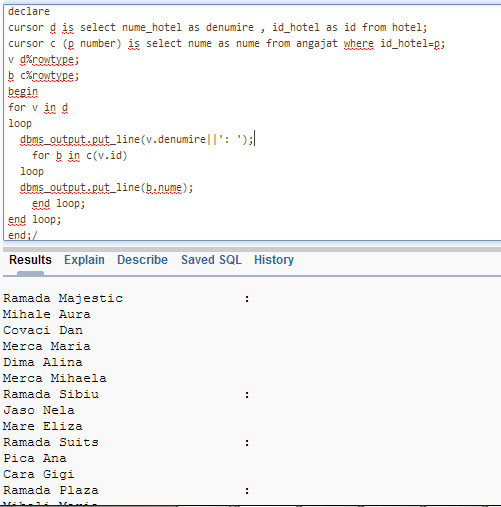 declare
cursor d is select nume_hotel as denumire , id_hotel as id from hotel;
cursor c (p number) is select nume as nume from angajat where id_hotel=p;
v d%rowtype;
b c%rowtype;
begin
for v in d
loop
dbms_output.put_line(v.denumire||': ');
for b in c(v.id)
loop
dbms_output.put_line(b.nume);
end loop;
end loop;
end;/
Results Explain Describe Saved SQL History
Ramada Majestic :
Mihale Aura
Covaci Dan
Merca Maria
Dima Alina
Merca Mihaela
Ramada Sibiu :
Jaso Nela
Mare Eliza
Ramada Suits :
Pica Ana
Cara Gigi
Ramada Plaza :